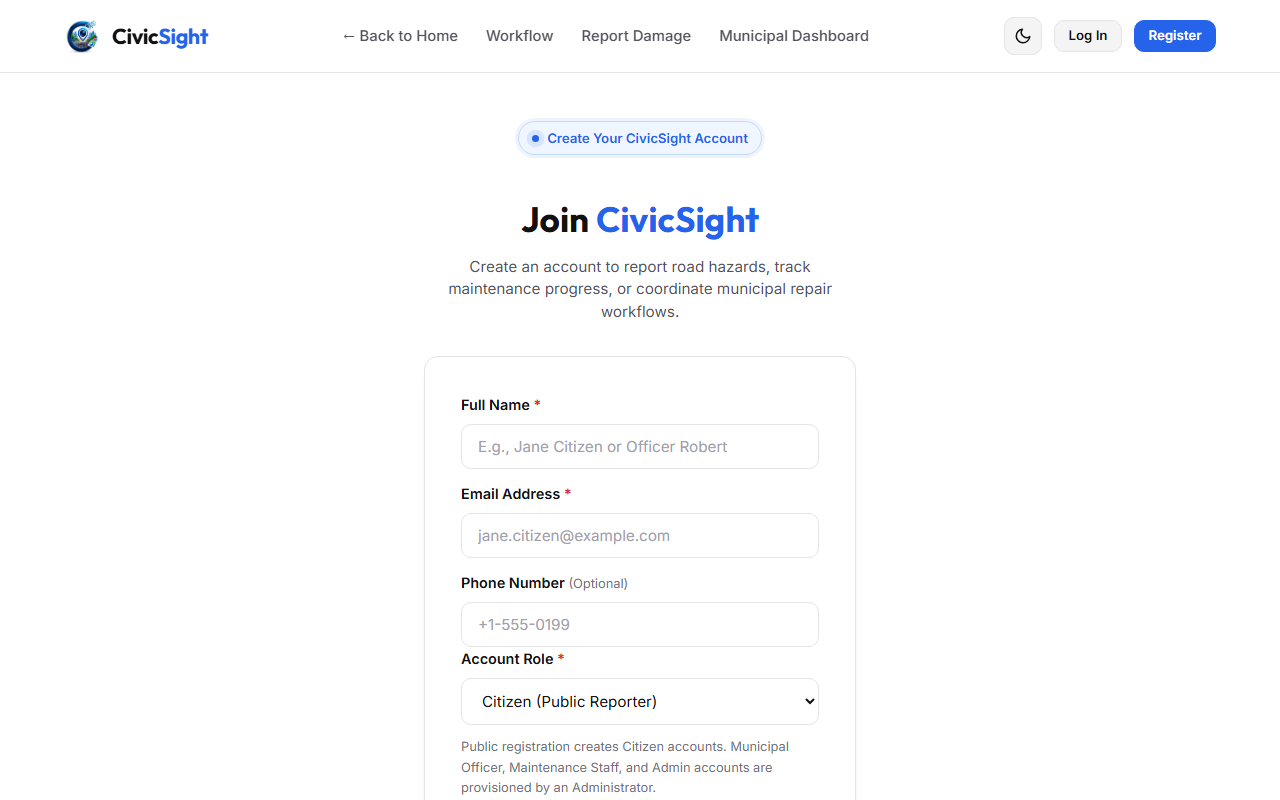 CivicSight
← Back to Home
Workflow
Report Damage
Municipal Dashboard
Log In
Register
Create Your CivicSight Account
Join CivicSight
Create an account to report road hazards, track
maintenance progress, or coordinate municipal repair
workflows.
Full Name *
E.g., Jane Citizen or Officer Robert
Email Address *
jane.citizen@example.com
Phone Number (Optional)
+1-555-0199
Account Role *
Citizen (Public Reporter)
Public registration creates Citizen accounts. Municipal
Officer, Maintenance Staff, and Admin accounts are
provisioned by an Administrator.